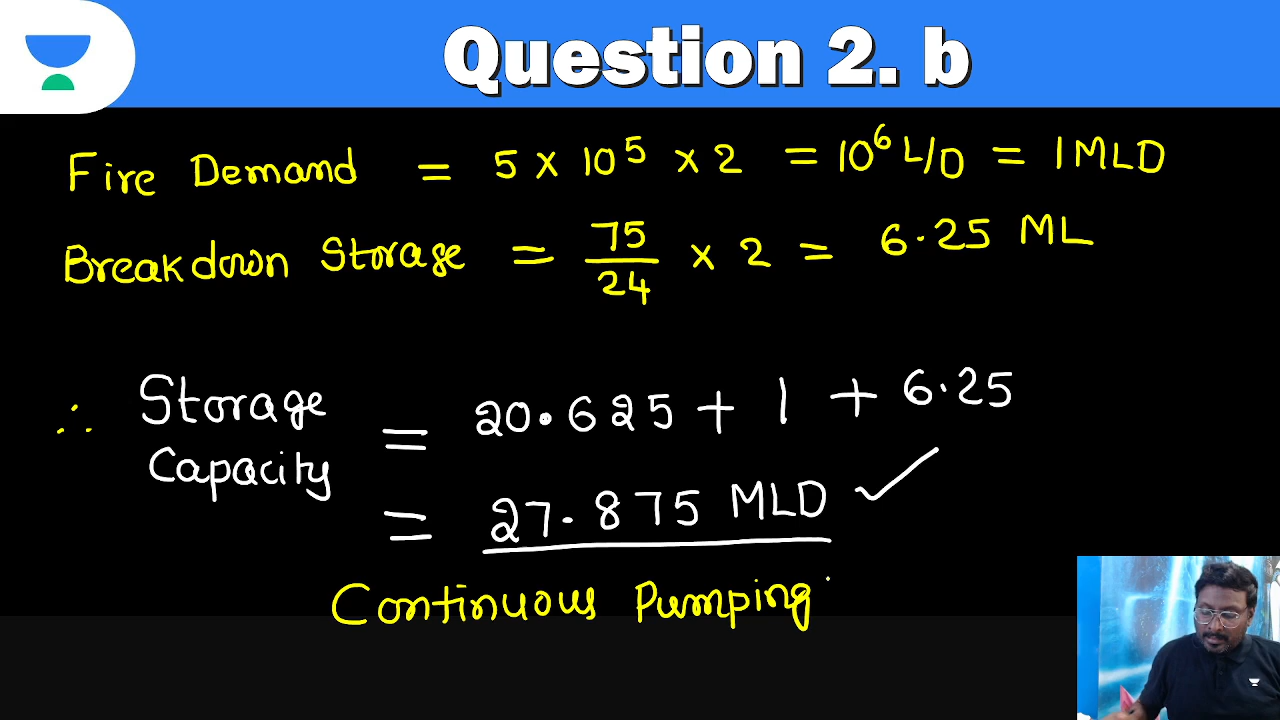 Question 2. b
Fire Demand = 5 x 10⁵ x 2 = 10⁶ L/D = 1 MLD
Breakdown Storage = 75/24 x 2 = 6.25 ML
∴ Storage Capacity = 20.625 + 1 + 6.25
= 27.875 MLD ✓
Continuous Pumping